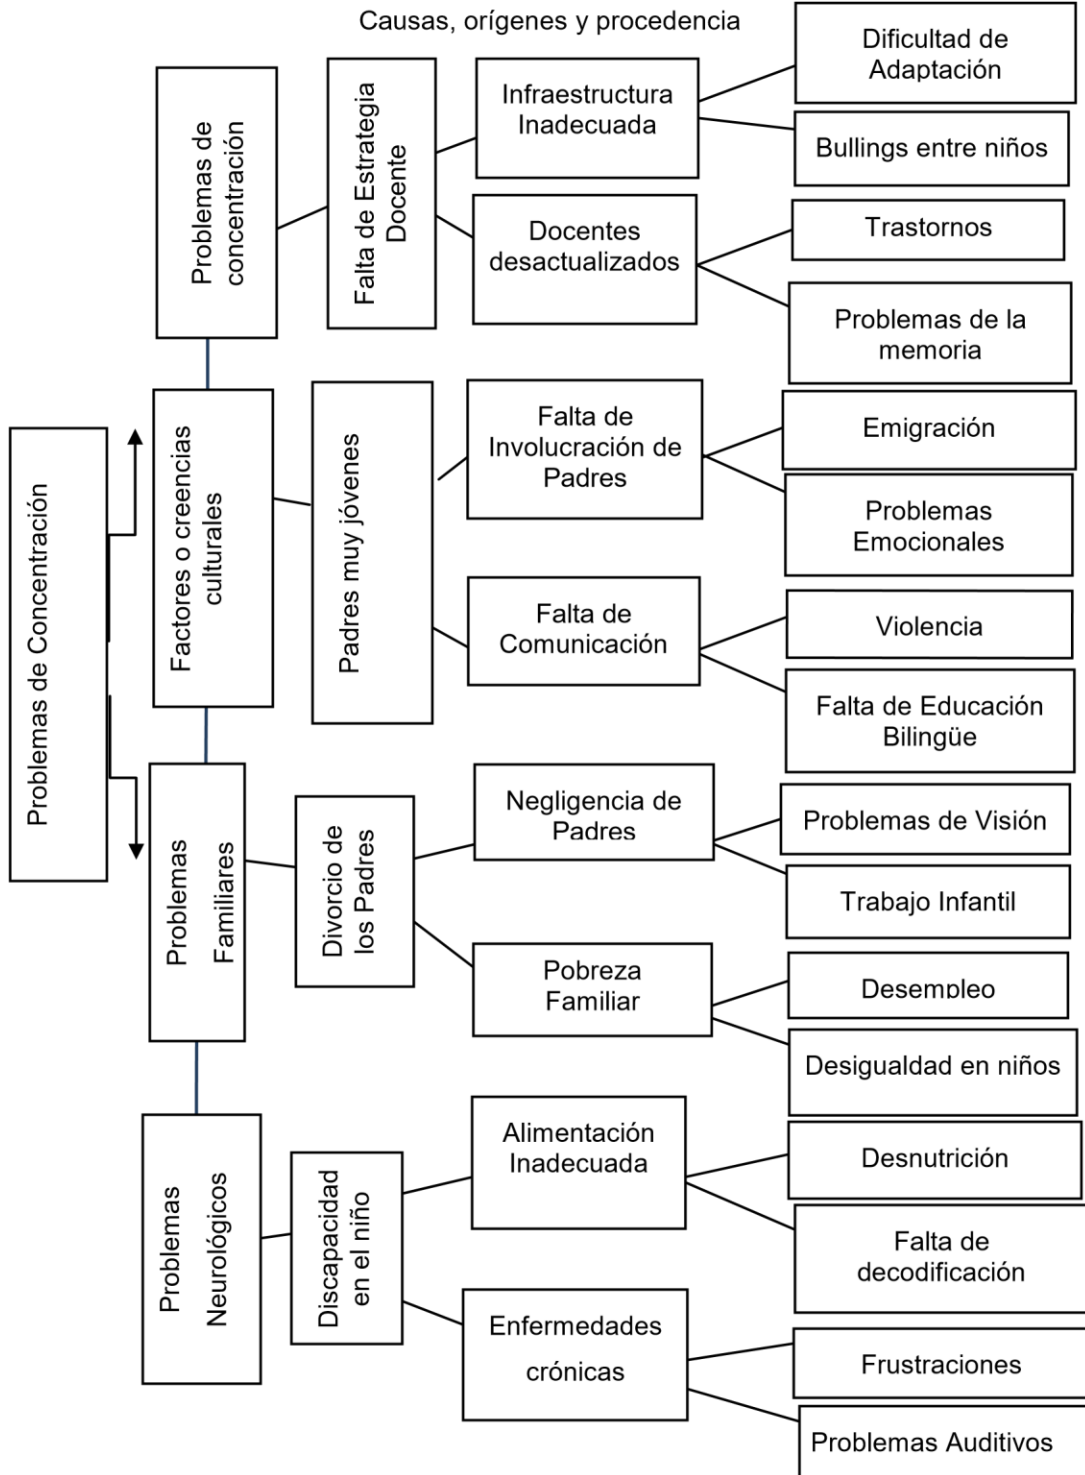 Causas, orígenes y procedencia
Problemas de Concentración
Problemas de
concentración
Falta de Estrategia
Docente
Infraestructura
Inadecuada
Dificultad de
Adaptación
Bullings entre niños
Docentes
desactualizados
Trastornos
Problemas de la
memoria
Factores o creencias
culturales
Padres muy jóvenes
Falta de
Involucración de
Padres
Emigración
Problemas
Emocionales
Falta de
Comunicación
Violencia
Falta de Educación
Bilingüe
Problemas
Familiares
Divorcio de
los Padres
Negligencia de
Padres
Problemas de Visión
Trabajo Infantil
Pobreza
Familiar
Desempleo
Desigualdad en niños
Problemas
Neurológicos
Discapacidad
en el niño
Alimentación
Inadecuada
Desnutrición
Falta de
decodificación
Enfermedades
crónicas
Frustraciones
Problemas Auditivos